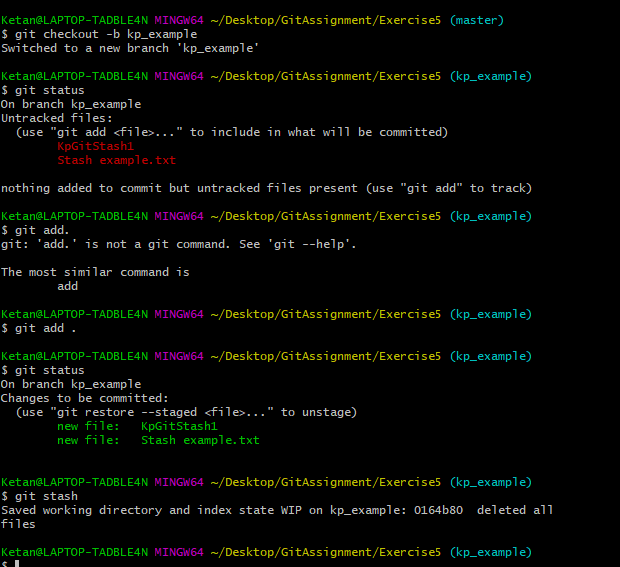 Ketan@LAPTOP-TADBLE4N MINGW64 ~/Desktop/GitAssignment/Exercise5 (master)
$ git checkout -b kp_example
Switched to a new branch 'kp_example'
Ketan@LAPTOP-TADBLE4N MINGW64 ~/Desktop/GitAssignment/Exercise5 (kp_example)
$ git status
On branch kp_example
Untracked files:
  (use "git add <file>..." to include in what will be committed)
        KpGitStash1
        Stash example.txt
nothing added to commit but untracked files present (use "git add" to track)
Ketan@LAPTOP-TADBLE4N MINGW64 ~/Desktop/GitAssignment/Exercise5 (kp_example)
$ git add.
git: 'add.' is not a git command. See 'git --help'.
The most similar command is
        add
Ketan@LAPTOP-TADBLE4N MINGW64 ~/Desktop/GitAssignment/Exercise5 (kp_example)
$ git add .
Ketan@LAPTOP-TADBLE4N MINGW64 ~/Desktop/GitAssignment/Exercise5 (kp_example)
$ git status
On branch kp_example
Changes to be committed:
  (use "git restore --staged <file>..." to unstage)
        new file:   KpGitStash1
        new file:   Stash example.txt
Ketan@LAPTOP-TADBLE4N MINGW64 ~/Desktop/GitAssignment/Exercise5 (kp_example)
$ git stash
Saved working directory and index state WIP on kp_example: 0164b80  deleted all
files
Ketan@LAPTOP-TADBLE4N MINGW64 ~/Desktop/GitAssignment/Exercise5 (kp_example)
$